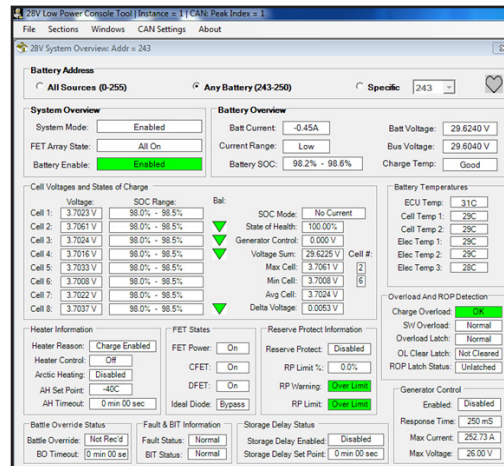 28V Low Power Console Tool | Instance = 1 | CAN: Peak Index = 1
File Sections Windows CAN Settings About
28V System Overview: Addr = 243
Battery Address
All Sources (0-255) Any Battery (243-250) Specific 243
System Overview
System Mode: Enabled
FET Array State: All On
Battery Enable: Enabled
Battery Overview
Batt Current: -0.45A Batt Voltage: 29.6240 V
Current Range: Low Bus Voltage: 29.6040 V
Battery SOC: 98.2% - 98.6% Charge Temp: Good
Cell Voltages and States of Charge
Voltage: SOC Range: Bal:
Cell 1: 3.7023 V 98.0% - 98.5%
Cell 2: 3.7061 V 98.0% - 98.5%
Cell 3: 3.7024 V 98.0% - 98.5%
Cell 4: 3.7016 V 98.0% - 98.5%
Cell 5: 3.7033 V 98.0% - 98.5%
Cell 6: 3.7008 V 98.0% - 98.5%
Cell 7: 3.7022 V 98.0% - 98.5%
Cell 8: 3.7037 V 98.0% - 98.5%
SOC Mode: No Current
State of Health: 100.00%
Generator Control: 0.000 V
Voltage Sum: 29.6225 V Cell #:
Max Cell: 3.7061 V 2
Min Cell: 3.7008 V 6
Avg Cell: 3.7024 V
Delta Voltage: 0.0053 V
Battery Temperatures
ECU Temp: 31C
Cell Temp 1: 29C
Cell Temp 2: 29C
Elec Temp 1: 29C
Elec Temp 2: 29C
Elec Temp 3: 28C
Overload And ROP Detection
Charge Overload: OK
SW Overload: Normal
Overload Latch: Normal
OL Clear Latch: Not Cleared
ROP Latch Status: Unlatched
Heater Information
Heater Reason: Charge Enabled
Heater Control: Off
Arctic Heating: Disabled
AH Set Point: -40C
AH Timeout: 0 min 00 sec
FET States
FET Power: On
CFET: On
DFET: On
Ideal Diode: Bypass
Reserve Protect Information
Reserve Protect: Disabled
RP Limit %: 0.0%
RP Warning: Over Limit
RP Limit: Over Limit
Generator Control
Enabled: Disabled
Response Time: 250 mS
Max Current: 252.73 A
Max Voltage: 26.00 V
Battle Override Status
Battle Override: Not Rec'd
BO Timeout: 0 min 00 se
Fault & BIT Information
Fault Status: Normal
BIT Status: Normal
Storage Delay Status
Storage Delay Enabled: Disabled
Storage Delay Set Point: 0 min 00 sec